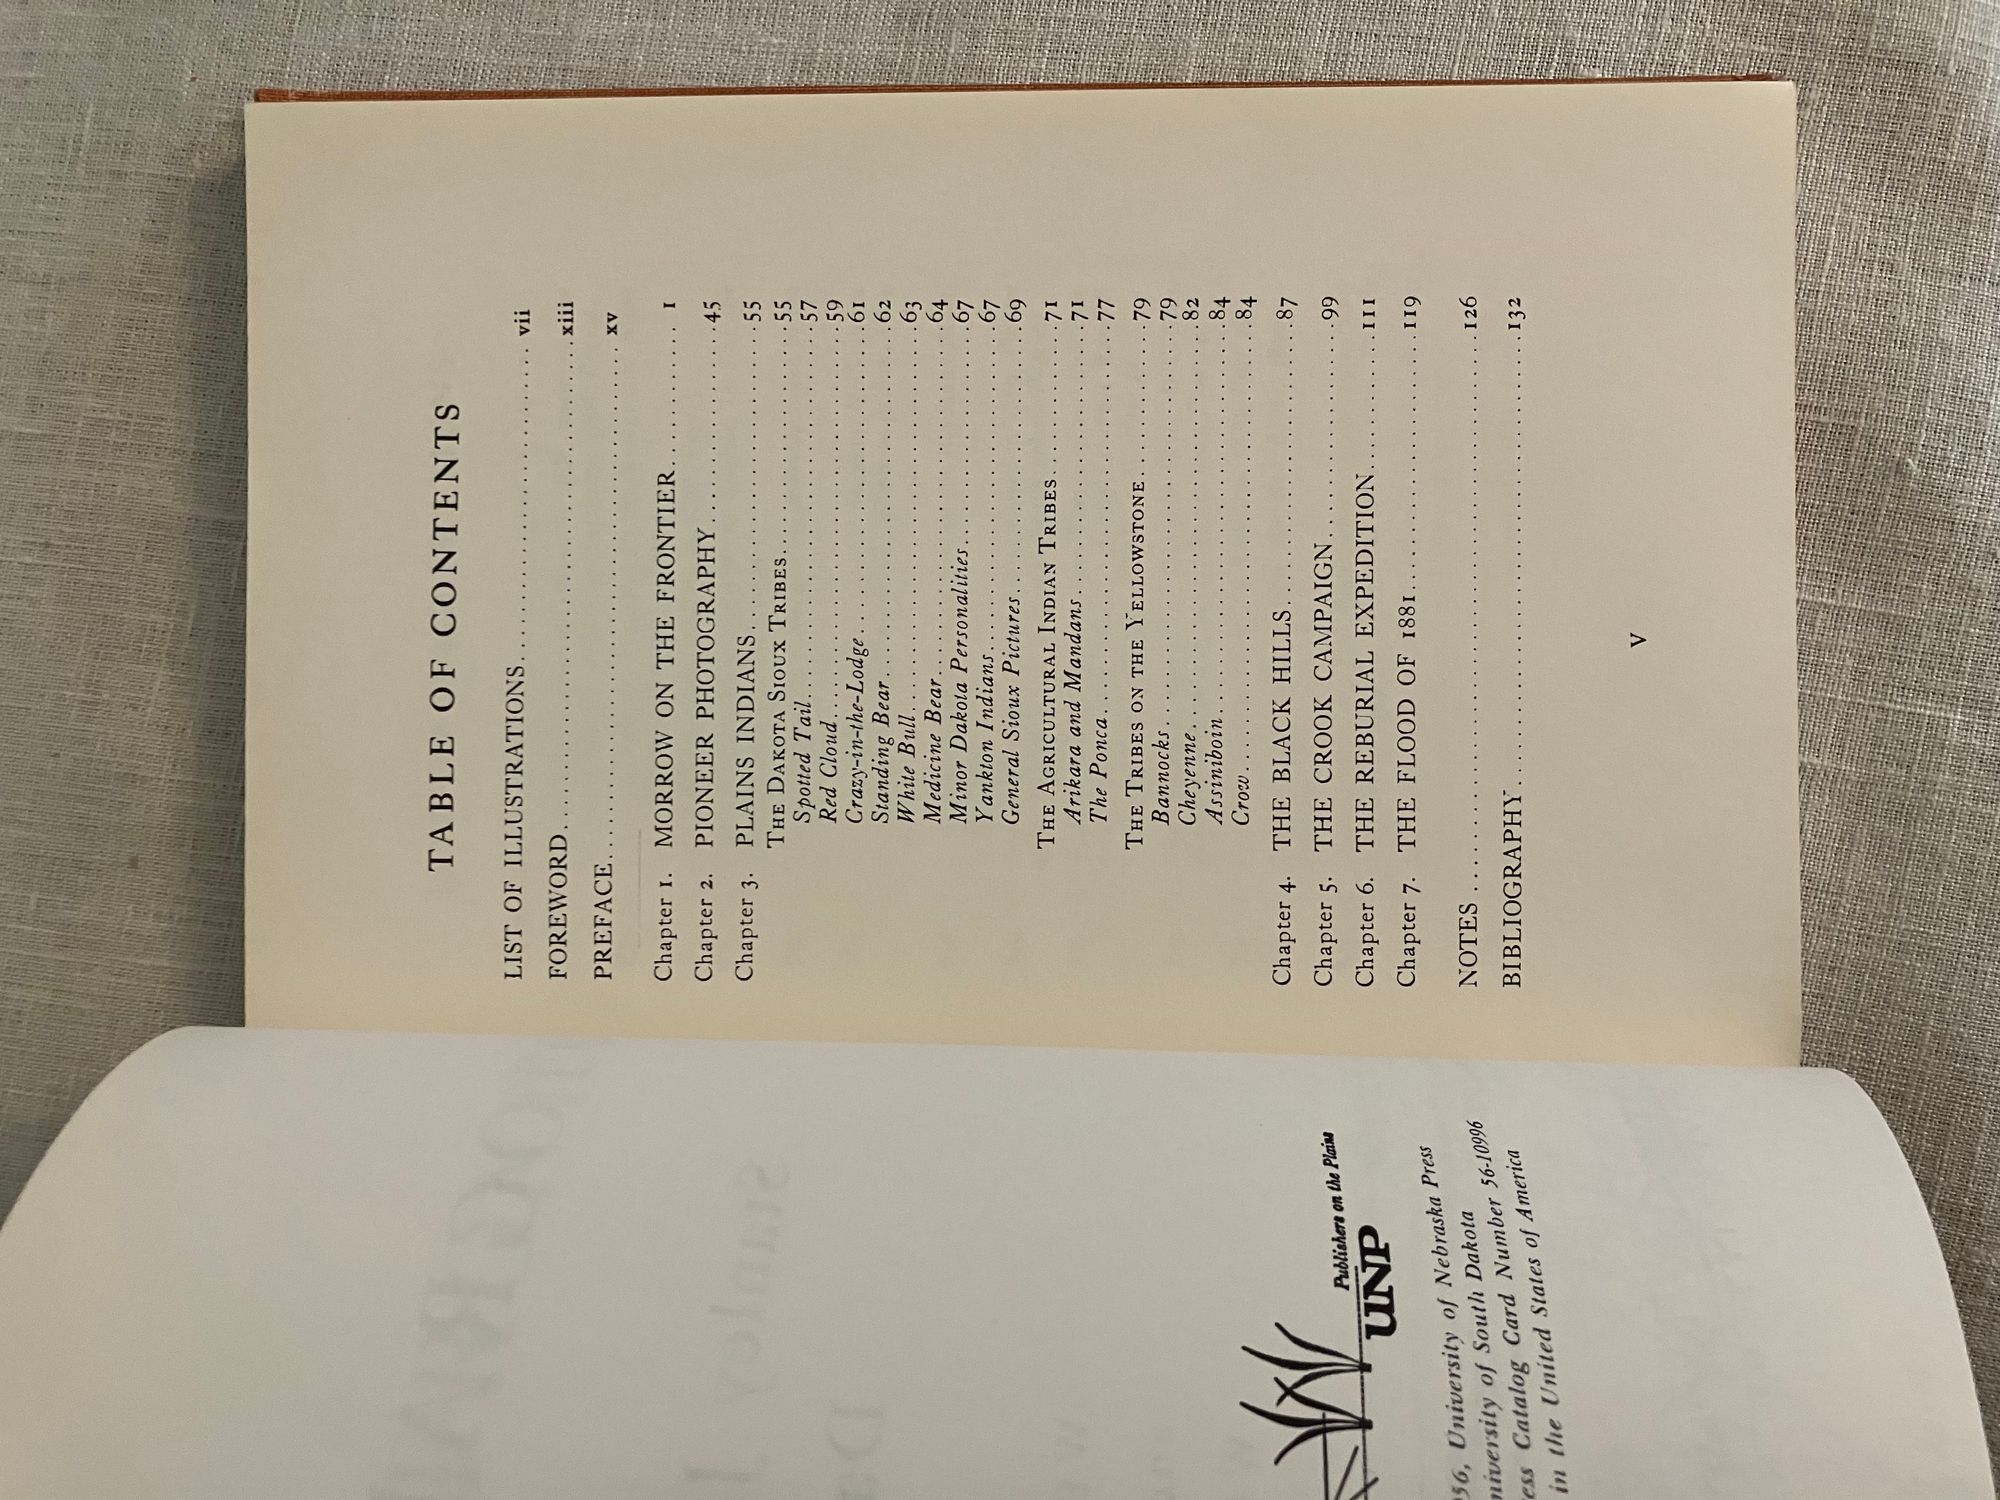 Publishers on the Plains
UNP
56, University of Nebraska Press
niversity of South Dakota
ess Catalog Card Number 56-10996
in the United States of America
TABLE OF CONTENTS
LIST OF ILLUSTRATIONS . . . . . . . . . . vii
FOREWORD . . . . . . . . . . xiii
PREFACE . . . . . . . . . . xv
Chapter 1. MORROW ON THE FRONTIER . . . . . . . . . . 1
Chapter 2. PIONEER PHOTOGRAPHY . . . . . . . . . . 45
Chapter 3. PLAINS INDIANS . . . . . . . . . . 55
The Dakota Sioux Tribes . . . . . . . . . . 55
Spotted Tail . . . . . . . . . . 57
Red Cloud . . . . . . . . . . 59
Crazy-in-the-Lodge . . . . . . . . . . 61
Standing Bear . . . . . . . . . . 62
White Bull . . . . . . . . . . 63
Medicine Bear . . . . . . . . . . 64
Minor Dakota Personalities . . . . . . . . . . 67
Yankton Indians . . . . . . . . . . 67
General Sioux Pictures . . . . . . . . . . 69
The Agricultural Indian Tribes . . . . . . . . . . 71
Arikara and Mandans . . . . . . . . . . 71
The Ponca . . . . . . . . . . 77
The Tribes on the Yellowstone . . . . . . . . . . 79
Bannocks . . . . . . . . . . 79
Cheyenne . . . . . . . . . . 82
Assiniboin . . . . . . . . . . 84
Crow . . . . . . . . . . 84
Chapter 4. THE BLACK HILLS . . . . . . . . . . 87
Chapter 5. THE CROOK CAMPAIGN . . . . . . . . . . 99
Chapter 6. THE REBURIAL EXPEDITION . . . . . . . . . . 111
Chapter 7. THE FLOOD OF 1881 . . . . . . . . . . 119
NOTES . . . . . . . . . . 126
BIBLIOGRAPHY . . . . . . . . . . 132
v